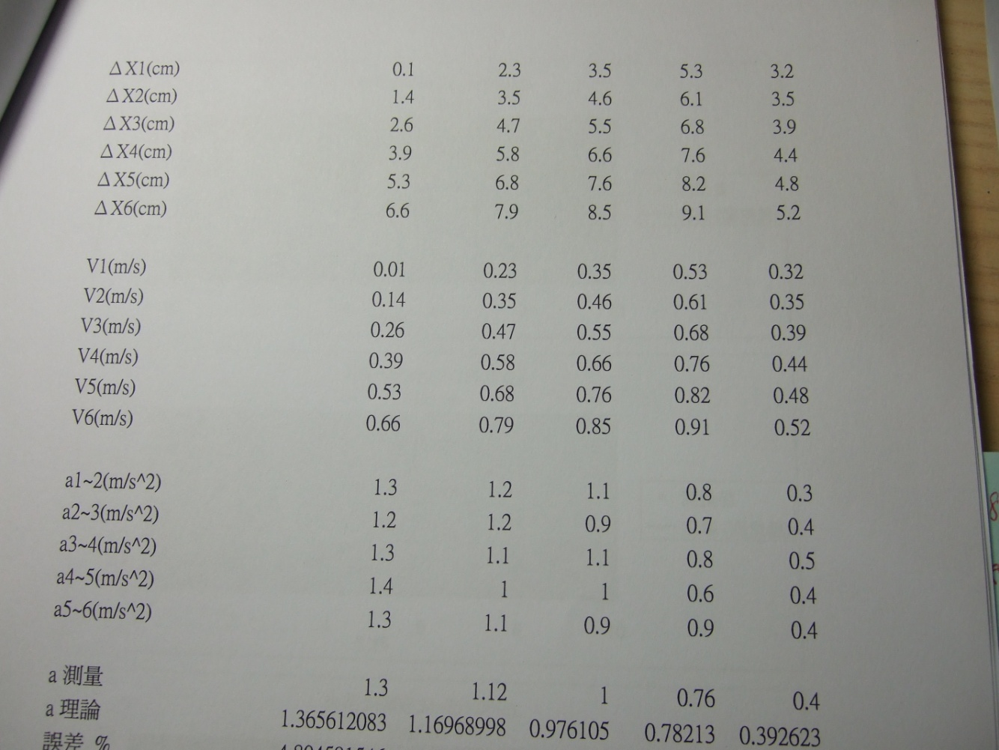 ΔX1(cm) 0.1 2.3 3.5 5.3 3.2
ΔX2(cm) 1.4 3.5 4.6 6.1 3.5
ΔX3(cm) 2.6 4.7 5.5 6.8 3.9
ΔX4(cm) 3.9 5.8 6.6 7.6 4.4
ΔX5(cm) 5.3 6.8 7.6 8.2 4.8
ΔX6(cm) 6.6 7.9 8.5 9.1 5.2
V1(m/s) 0.01 0.23 0.35 0.53 0.32
V2(m/s) 0.14 0.35 0.46 0.61 0.35
V3(m/s) 0.26 0.47 0.55 0.68 0.39
V4(m/s) 0.39 0.58 0.66 0.76 0.44
V5(m/s) 0.53 0.68 0.76 0.82 0.48
V6(m/s) 0.66 0.79 0.85 0.91 0.52
a1~2(m/s^2) 1.3 1.2 1.1 0.8 0.3
a2~3(m/s^2) 1.2 1.2 0.9 0.7 0.4
a3~4(m/s^2) 1.3 1.1 1.1 0.8 0.5
a4~5(m/s^2) 1.4 1 1 0.6 0.4
a5~6(m/s^2) 1.3 1.1 0.9 0.9 0.4
a 測量 1.3 1.12 1 0.76 0.4
a 理論 1.365612083 1.16968998 0.976105 0.78213 0.392623
誤差 %